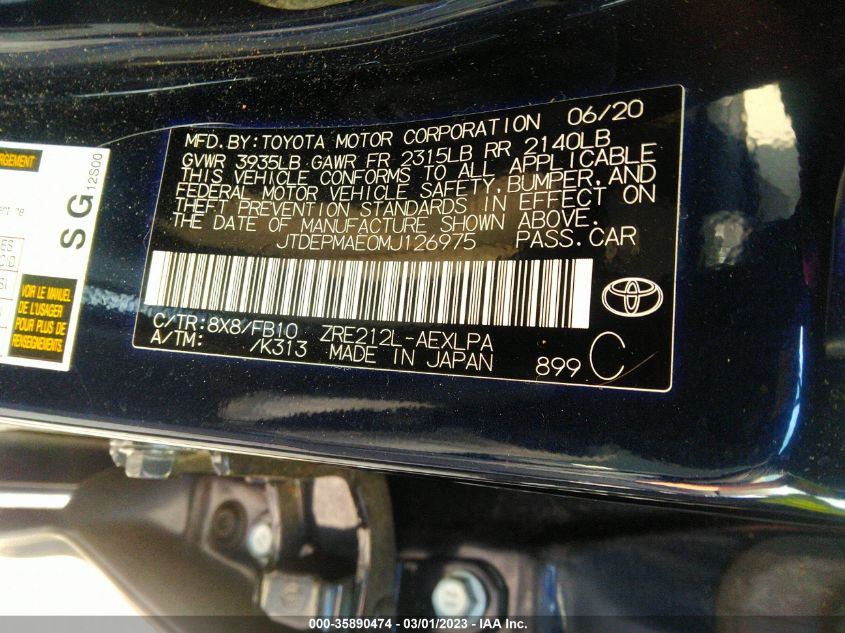 MFD.BY:TOYOTA MOTOR CORPORATION 06/20
GVWR 3935LB GAWR FR 2315LB RR 2140LB
THIS VEHICLE CONFORMS TO ALL APPLICABLE
FEDERAL MOTOR VEHICLE SAFETY,BUMPER,AND
THEFT PREVENTION STANDARDS IN EFFECT ON
THE DATE OF MANUFACTURE SHOWN ABOVE.
JTDEPMAE0MJ126975 PASS.CAR
C/TR:8X8/FB10 ZRE212L-AEXLPA
A/TM: /K313 MADE IN JAPAN 899 C
SG
12S00
VOIR LE MANUEL
DE L'USAGER
POUR PLUS DE
RENSEIGNEMENTS.
000-35890474 - 03/01/2023 - IAA Inc.